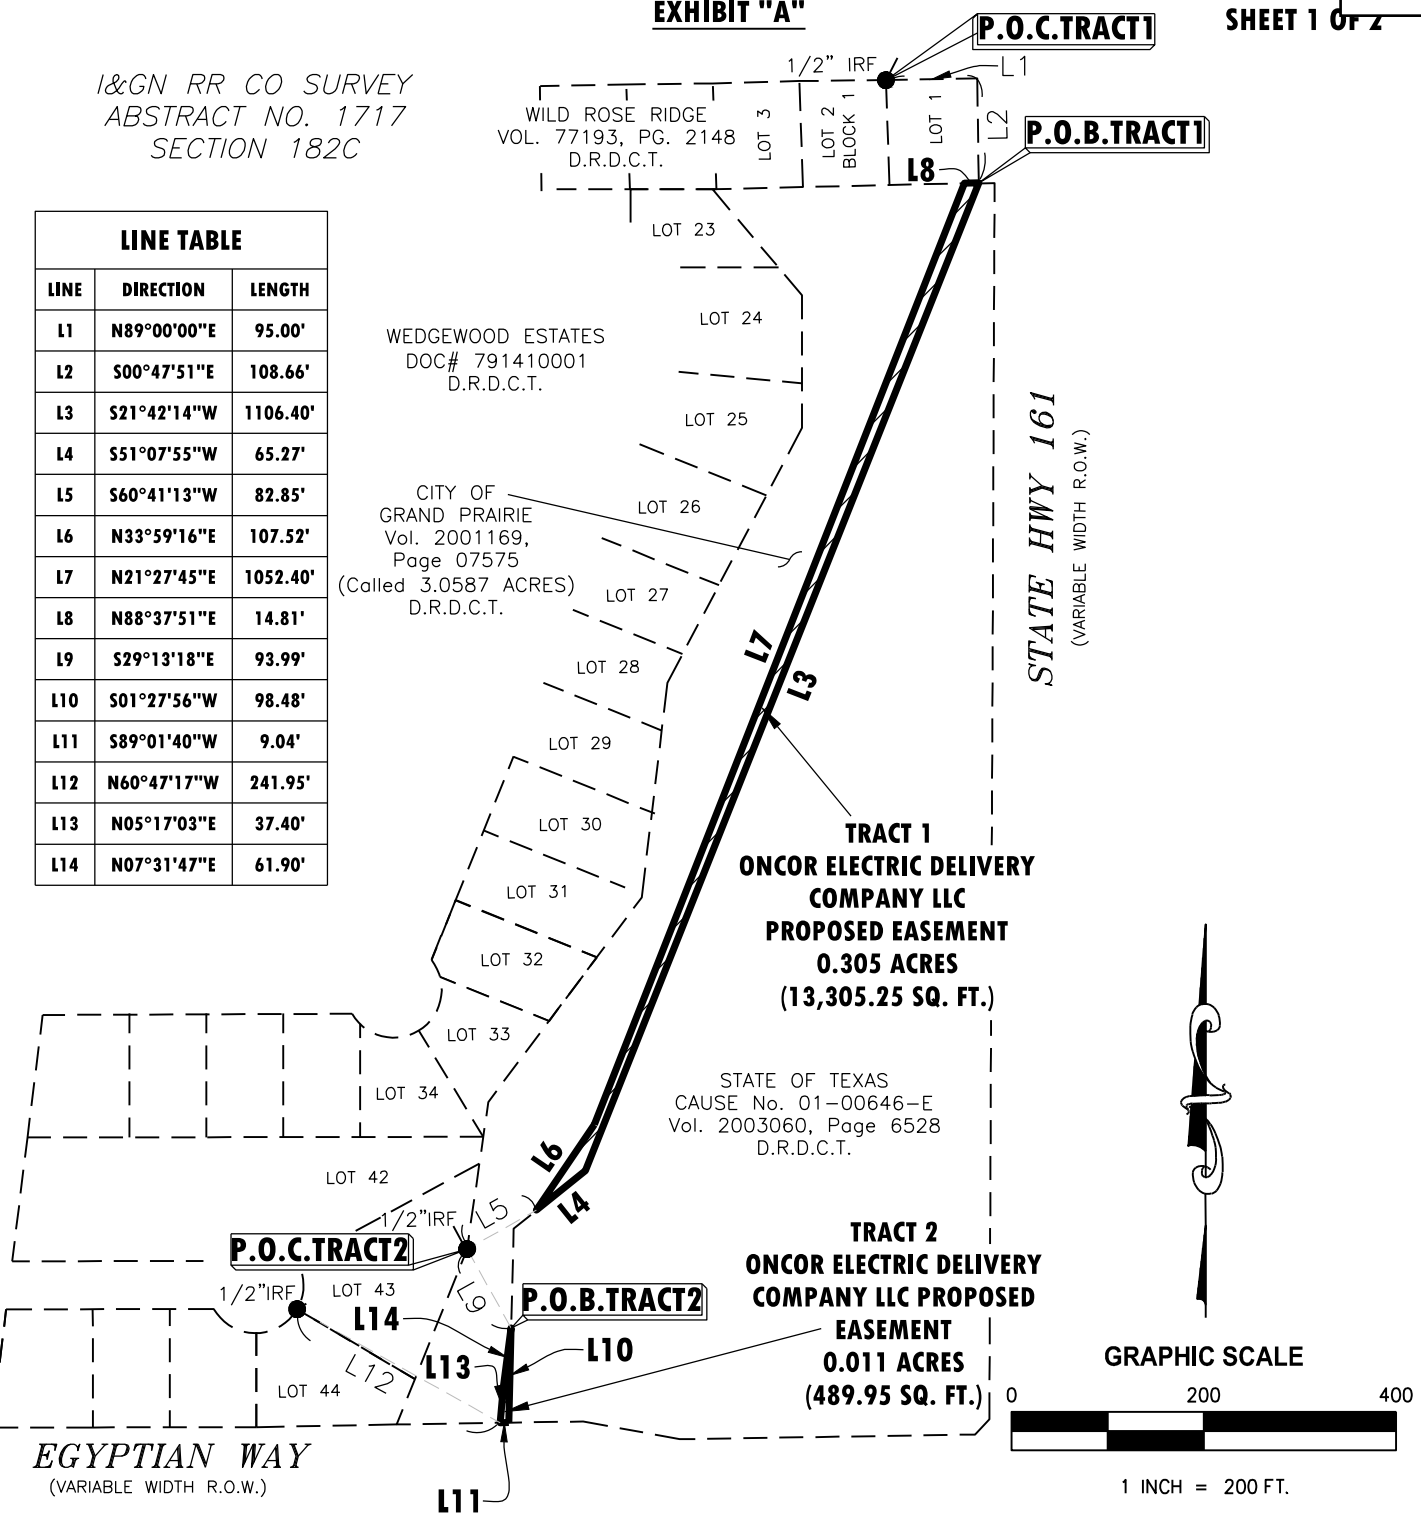 EXHIBIT "A"
SHEET 1 OF 2
P.O.C.TRACT1
1/2" IRF
L1
I&GN RR CO SURVEY
ABSTRACT NO. 1717
SECTION 182C
WILD ROSE RIDGE
VOL. 77193, PG. 2148
D.R.D.C.T.
LOT 3
LOT 2
BLOCK 1
LOT 1
L2
P.O.B.TRACT1
L8
LINE TABLE
LINE DIRECTION LENGTH
L1 N89°00'00"E 95.00'
L2 S00°47'51"E 108.66'
L3 S21°42'14"W 1106.40'
L4 S51°07'55"W 65.27'
L5 S60°41'13"W 82.85'
L6 N33°59'16"E 107.52'
L7 N21°27'45"E 1052.40'
L8 N88°37'51"E 14.81'
L9 S29°13'18"E 93.99'
L10 S01°27'56"W 98.48'
L11 S89°01'40"W 9.04'
L12 N60°47'17"W 241.95'
L13 N05°17'03"E 37.40'
L14 N07°31'47"E 61.90'
LOT 23
LOT 24
WEDGEWOOD ESTATES
DOC# 791410001
D.R.D.C.T.
LOT 25
CITY OF
GRAND PRAIRIE
Vol. 2001169,
Page 07575
(Called 3.0587 ACRES)
D.R.D.C.T.
LOT 26
LOT 27
LOT 28
LOT 29
LOT 30
LOT 31
LOT 32
LOT 33
LOT 34
STATE HWY 161
(VARIABLE WIDTH R.O.W.)
L7
L3
TRACT 1
ONCOR ELECTRIC DELIVERY
COMPANY LLC
PROPOSED EASEMENT
0.305 ACRES
(13,305.25 SQ. FT.)
STATE OF TEXAS
CAUSE No. 01-00646-E
Vol. 2003060, Page 6528
D.R.D.C.T.
L6
L4
LOT 42
1/2"IRF
L5
P.O.C.TRACT2
1/2"IRF
LOT 43
L9
P.O.B.TRACT2
L14
L13
L10
L12
LOT 44
TRACT 2
ONCOR ELECTRIC DELIVERY
COMPANY LLC PROPOSED
EASEMENT
0.011 ACRES
(489.95 SQ. FT.)
EGYPTIAN WAY
(VARIABLE WIDTH R.O.W.)
L11
GRAPHIC SCALE
0 200 400
1 INCH = 200 FT.